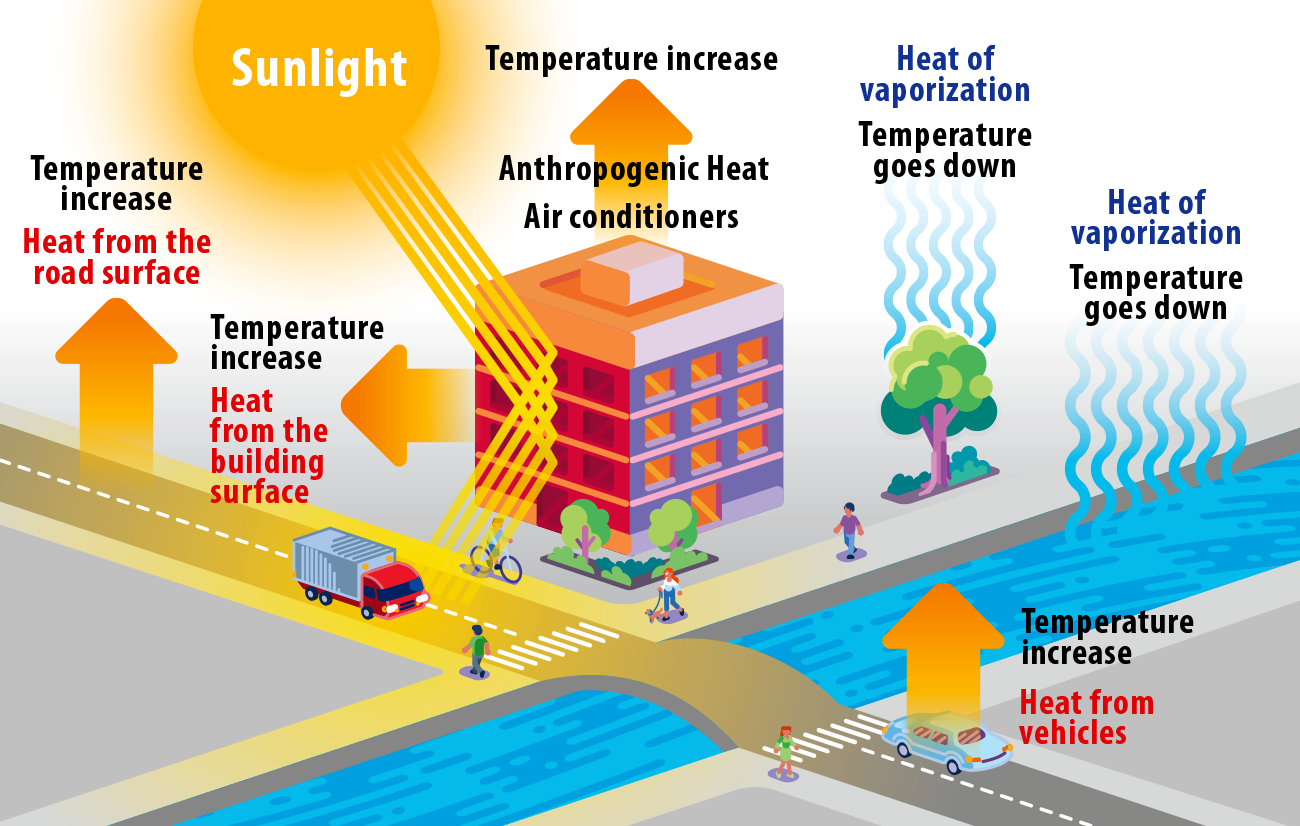 Sunlight
Temperature increase
Anthropogenic Heat
Air conditioners
Heat of
vaporization
Temperature
goes down
Heat of
vaporization
Temperature
goes down
Temperature
increase
Heat from the
road surface
Temperature
increase
Heat
from the
building
surface
Temperature
increase
Heat from
vehicles